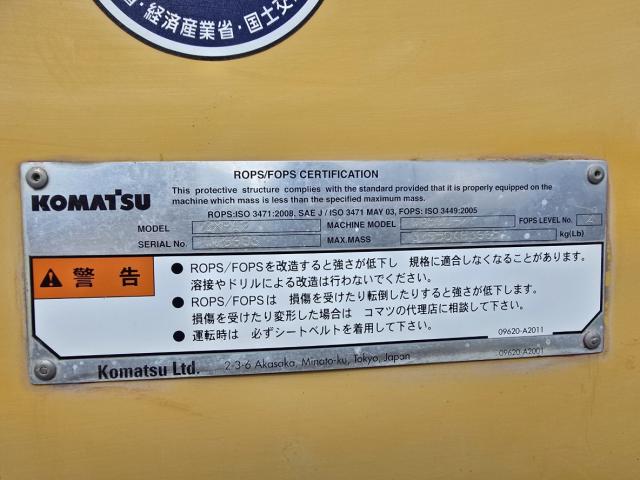 省・経済産業省・国土交
ROPS/FOPS CERTIFICATION
KOMATSU
This protective structure complies with the standard provided that it is properly equipped on the
machine which mass is less than the specified maximum mass.
ROPS:ISO 3471:2008, SAE J / ISO 3471 MAY 03, FOPS: ISO 3449:2005
MODEL MACHINE MODEL FOPS LEVEL No. 2
SERIAL No. MAX.MASS kg(Lb)
警告
● ROPS/FOPSを改造すると強さが低下し 規格に適合しなくなることがあります。
溶接やドリルによる改造は行わないでください。
● ROPS/FOPSは 損傷を受けたり転倒したりすると強さが低下します。
損傷を受けたり変形した場合は コマツの代理店に相談して下さい。
● 運転時は 必ずシートベルトを着用して下さい。
09620-A2011
09620-A2001
Komatsu Ltd. 2-3-6 Akasaka, Minato-ku, Tokyo, Japan